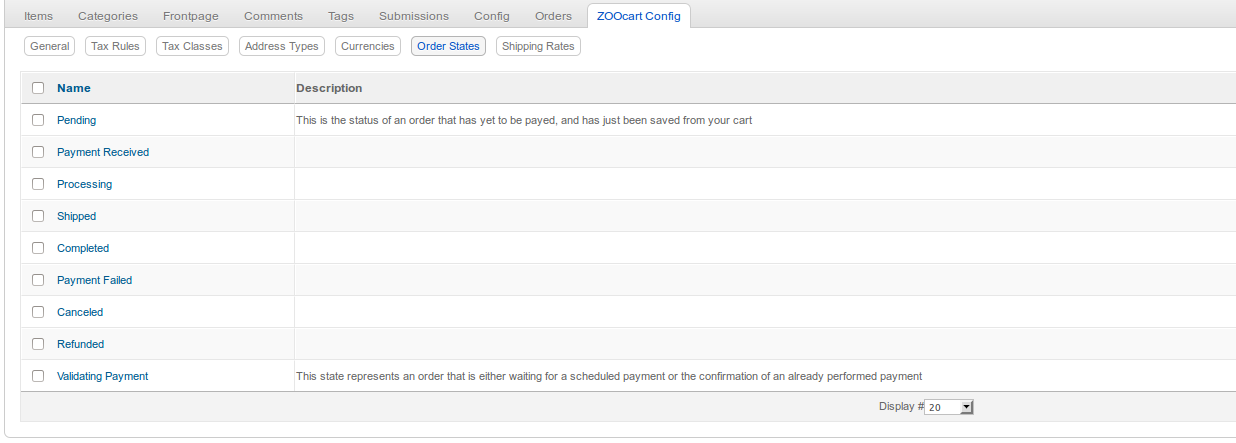 Items Categories Frontpage Comments Tags Submissions Config Orders ZOOcart Config
General Tax Rules Tax Classes Address Types Currencies Order States Shipping Rates
Name Description
Pending This is the status of an order that has yet to be payed, and has just been saved from your cart
Payment Received
Processing
Shipped
Completed
Payment Failed
Canceled
Refunded
Validating Payment This state represents an order that is either waiting for a scheduled payment or the confirmation of an already performed payment
Display # 20